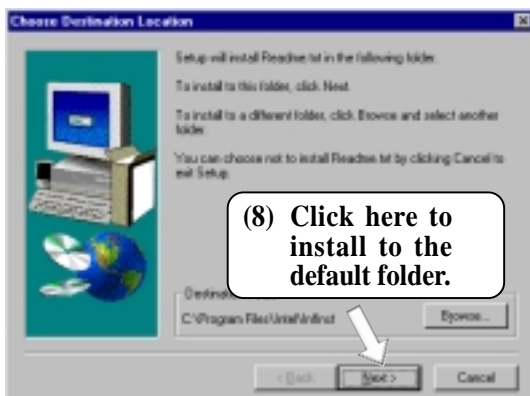 Choose Destination Location
Setup will install Readme.txt in the following folder.
To install to this folder, click Next.
To install to a different folder, click Browse and select another
folder.
You can choose not to install Readme.txt by clicking Cancel to
exit Setup.
(8) Click here to
install to the
default folder.
C:\Program Files\Intel\InfInst
Browse...
< Back
Next >
Cancel